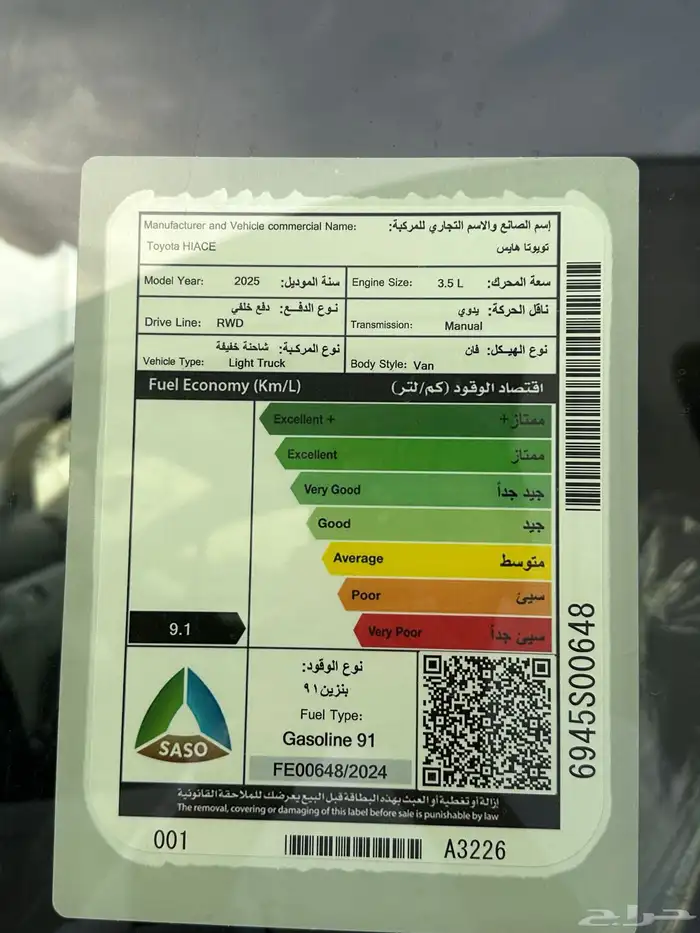 Manufacturer and Vehicle commercial Name: إسم الصانع والاسم التجاري للمركبة:
Toyota HIACE تويوتا هايس
Model Year: 2025 سنة الموديل: Engine Size: 3.5 L سعة المحرك:
نوع الدفــع: دفع خلفي ناقل الحركة: يدوي
Drive Line: RWD Transmission: Manual
نوع المركبة: شاحنة خفيفة نوع الهيـكل: فان
Vehicle Type: Light Truck Body Style: Van
Fuel Economy (Km/L) اقتصاد الوقود (كم/لتر)
Excellent + ممتاز+
Excellent ممتاز
Very Good جيد جداً
Good جيد
Average متوسط
Poor سيئ
9.1 Very Poor سيئ جداً
نوع الوقود:
بنزين٩١
Fuel Type:
Gasoline 91
SASO
FE00648/2024
إزالة أو تغطية أو العبث بهذه البطاقة قبل البيع يعرضك للملاحقة القانونية
The removal, covering or damaging of this label before sale is punishable by law
001 A3226
6945S00648
حراج